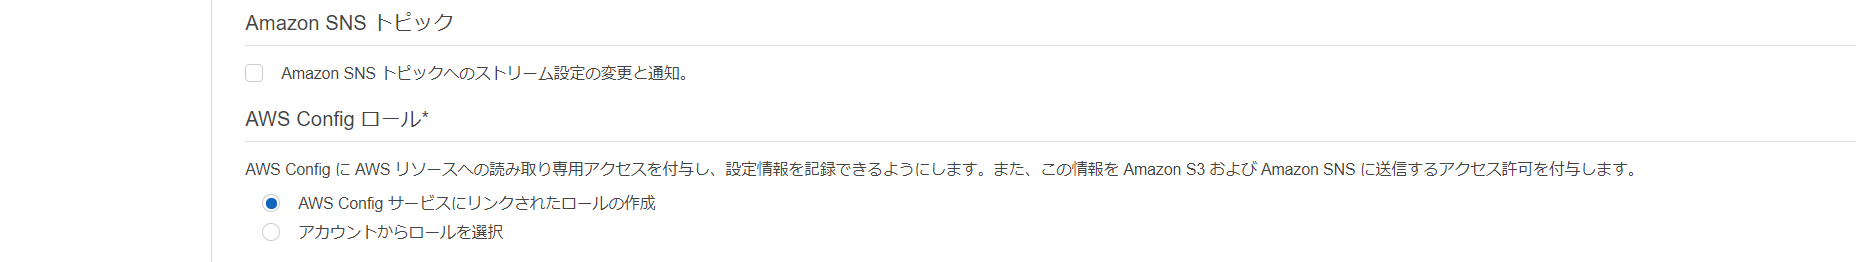 Amazon SNS トピック
Amazon SNS トピックへのストリーム設定の変更と通知。
AWS Config ロール*
AWS Config に AWS リソースへの読み取り専用アクセスを付与し、設定情報を記録できるようにします。また、この情報を Amazon S3 および Amazon SNS に送信するアクセス許可を付与します。
AWS Config サービスにリンクされたロールの作成
アカウントからロールを選択